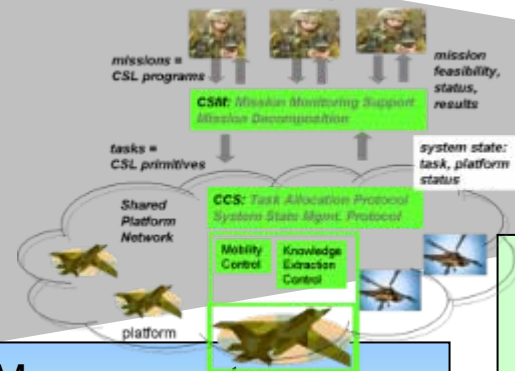 missions =
CSL programs
mission
feasibility,
status,
results
CSM: Mission Monitoring Support
Mission Decomposition
tasks =
CSL primitives
system state:
task, platform
status
Shared
Platform
Network
CCS: Task Allocation Protocol
System State Mgmt. Protocol
Mobility
Control
Knowledge
Extraction
Control
platform
M